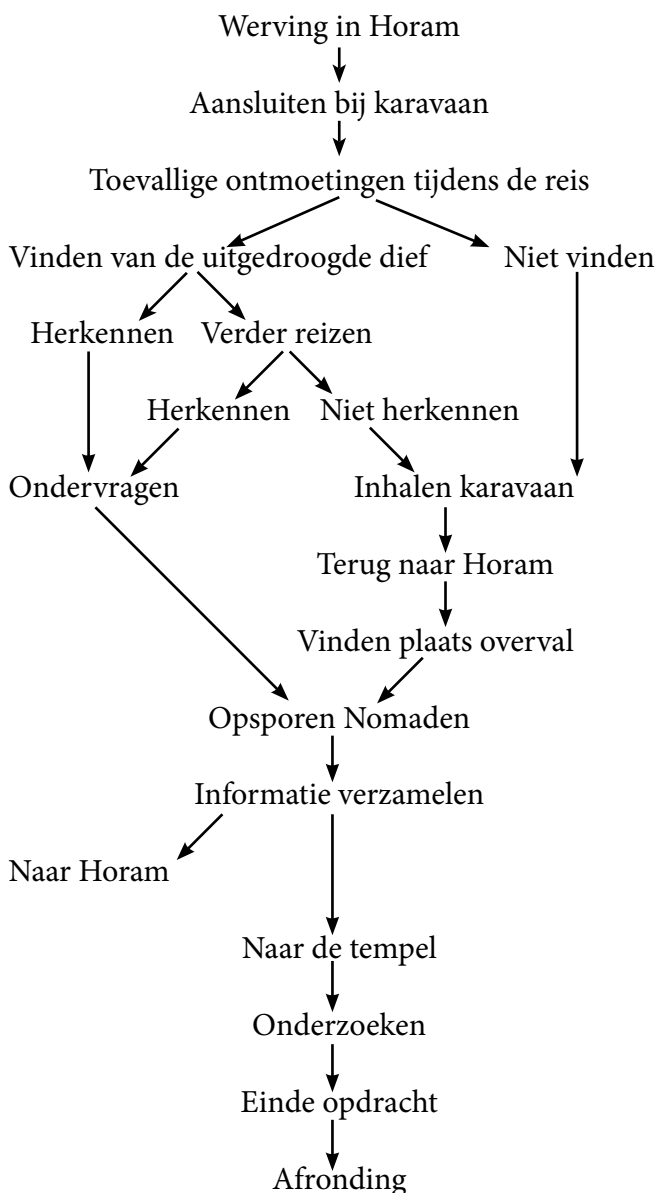 Werving in Horam
Aansluiten bij karavaan
Toevallige ontmoetingen tijdens de reis
Vinden van de uitgedroogde dief
Niet vinden
Herkennen
Verder reizen
Herkennen
Niet herkennen
Ondervragen
Inhalen karavaan
Terug naar Horam
Vinden plaats overval
Opsporen Nomaden
Informatie verzamelen
Naar Horam
Naar de tempel
Onderzoeken
Einde opdracht
Afronding